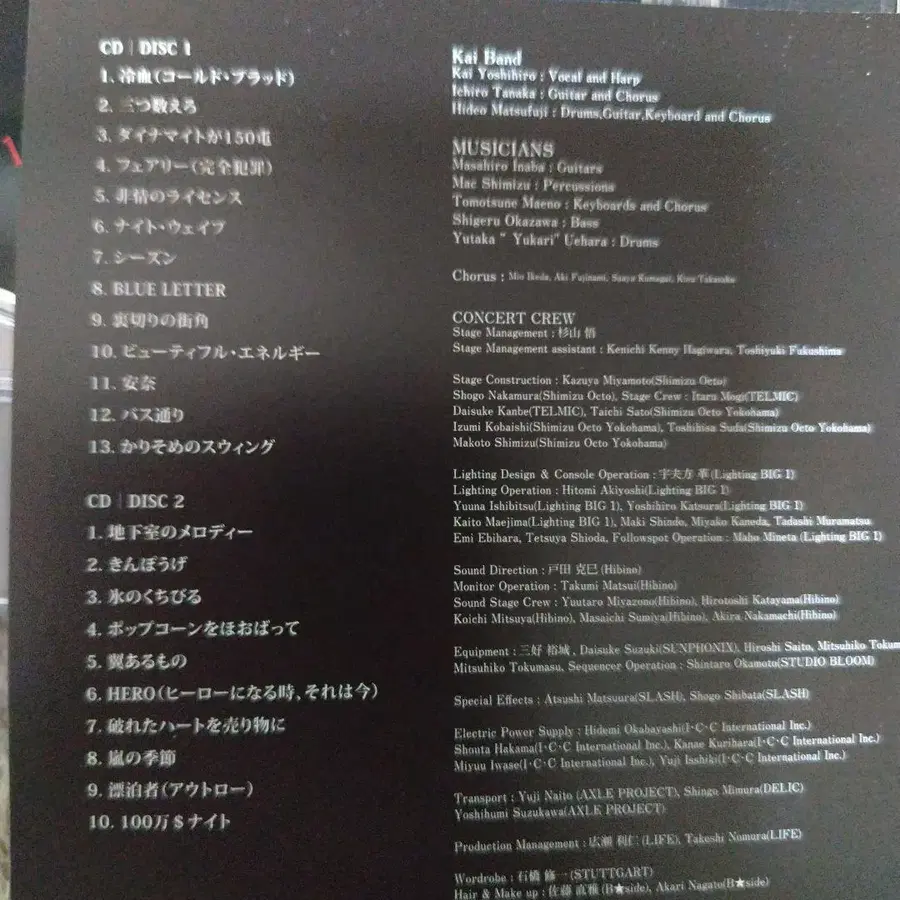 CD | DISC 1
1. 冷血(コールド・ブラッド)
2. 三つ数えろ
3. ダイナマイトが150屯
4. フェアリー(完全犯罪)
5. 非情のライセンス
6. ナイト・ウェイブ
7. シーズン
8. BLUE LETTER
9. 裏切りの街角
10. ビューティフル・エネルギー
11. 安奈
12. バス通り
13. かりそめのスウィング
CD | DISC 2
1. 地下室のメロディー
2. きんぽうげ
3. 氷のくちびる
4. ポップコーンをほおばって
5. 翼あるもの
6. HERO(ヒーローになる時、それは今)
7. 破れたハートを売り物に
8. 嵐の季節
9. 漂泊者(アウトロー)
10. 100万$ナイト
Kai Band
Kai Yoshihiro : Vocal and Harp
Ichiro Tanaka : Guitar and Chorus
Hideo Matsufuji : Drums,Guitar,Keyboard and Chorus
MUSICIANS
Masahiro Inaba : Guitars
Mac Shimizu : Percussions
Tomotsune Maeno : Keyboards and Chorus
Shigeru Okazawa : Bass
Yutaka " Yukari" Uehara : Drums
Chorus : Mio Ikeda, Aki Fujinami, Saaya Kumagai,
CONCERT CREW
Stage Management : 杉山 悟
Stage Management assistant : Kenichi Kenny Hagiwara, Toshiyuki Fukushima
Stage Construction : Kazuya Miyamoto(Shimizu Octo)
Shogo Nakamura(Shimizu Octo), Stage Crew : Itaru Mogi(TELMIC)
Daisuke Kanbe(TELMIC), Taichi Sato(Shimizu Octo Yokohama)
Izumi Kobaishi(Shimizu Octo Yokohama), Toshihisa Suda(Shimizu Octo Yokohama)
Makoto Shimizu(Shimizu Octo Yokohama)
Lighting Design & Console Operation : 宇夫方 革 (Lighting BIG 1)
Lighting Operation : Hitomi Akiyoshi(Lighting BIG 1)
Yuuna Ishibitsu(Lighting BIG 1), Yoshihiro Katsura(Lighting BIG 1)
Kaito Maejima(Lighting BIG 1), Maki Shindo, Miyako Kaneda, Tadashi Muramatsu
Emi Ebihara, Tetsuya Shioda, Followspot Operation : Maho Mineta (Lighting BIG 1)
Sound Direction : 戸田 克巳 (Hibino)
Monitor Operation : Takumi Matsui(Hibino)
Sound Stage Crew : Yuutaro Miyazono(Hibino), Hirotoshi Katayama(Hibino)
Koichi Mitsuya(Hibino), Masaichi Sumiya(Hibino), Akira Nakamachi(Hibino)
Equipment : 三好 裕城, Daisuke Suzuki(SUNPHONIX), Hiroshi Saito, Mitsuhiko Tokum
Mitsuhiko Tokumasu, Sequencer Operation : Shintaro Okamoto(STUDIO BLOOM)
Special Effects : Atsushi Matsuura(SLASH), Shogo Shibata(SLASH)
Electric Power Supply : Hidemi Okabayashi(I・C・C International Inc.)
Shouta Hakama(I・C・C International Inc.), Kanae Kurihara(I・C・C International Inc.)
Miyuu Iwase(I・C・C International Inc.), Yuji Isshiki(I・C・C International Inc.)
Transport : Yuji Naito (AXLE PROJECT), Shingo Mimura(DELIC)
Yoshihumi Suzukawa(AXLE PROJECT)
Production Management : 広瀬 利仁 (LIFE), Takeshi Nomura(LIFE)
Wordrobe : 石橋 修一 (STUTTGART)
Hair & Make up : 佐藤 直雅 (B★side), Akari Nagato(B★side)